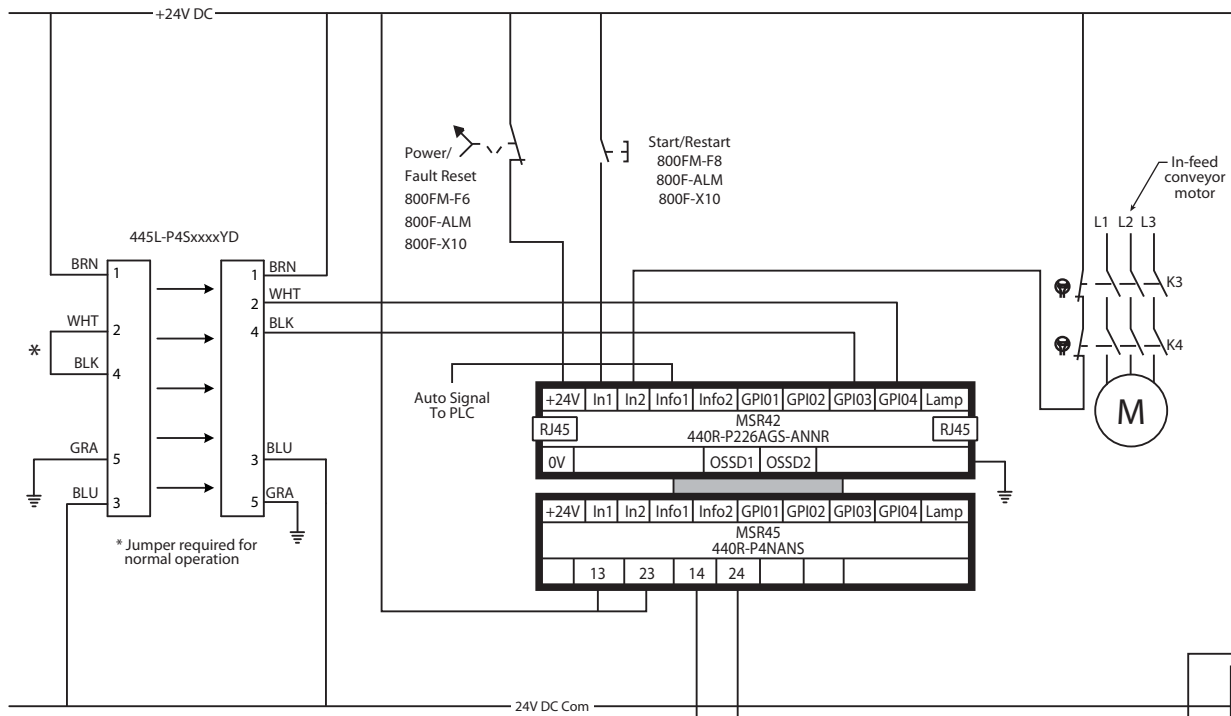 +24V DC
Power/
Fault Reset
800FM-F6
800F-ALM
800F-X10
Start/Restart
800FM-F8
800F-ALM
800F-X10
In-feed
conveyor
motor
L1 L2 L3
K3
K4
M
445L-P4SxxxxYD
BRN 1
WHT 2
*
BLK 4
GRA 5
BLU 3
1 BRN
2 WHT
4 BLK
3 BLU
5 GRA
* Jumper required for
normal operation
Auto Signal
To PLC
+24V In1 In2 Info1 Info2 GPI01 GPI02 GPI03 GPI04 Lamp
RJ45 MSR42 RJ45
440R-P226AGS-ANNR
0V OSSD1 OSSD2
+24V In1 In2 Info1 Info2 GPI01 GPI02 GPI03 GPI04 Lamp
MSR45
440R-P4NANS
13 23 14 24
24V DC Com